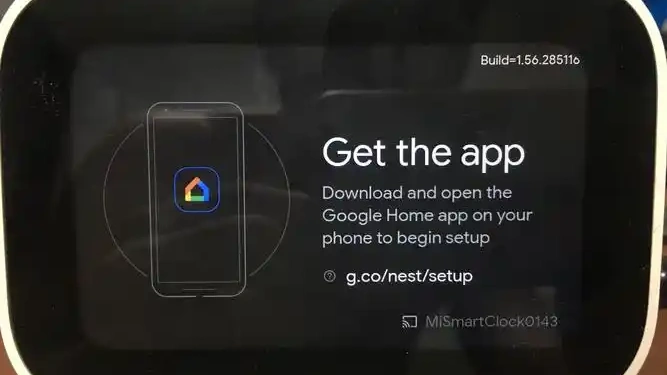 Build=1.56.285116
Get the app
Download and open the
Google Home app on your
phone to begin setup
g.co/nest/setup
MiSmartClock0143